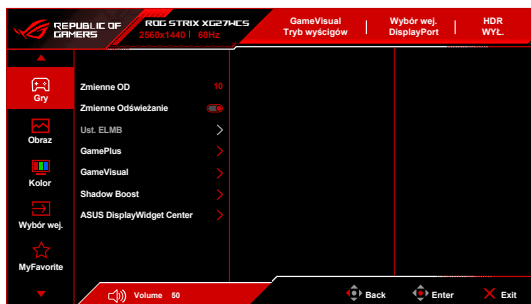 REPUBLIC OF
GAMERS
ROG STRIX XG27WCS
2560x1440 | 60Hz
GameVisual
Tryb wyścigów
Wybór wej.
DisplayPort
HDR
WYŁ.
Gry
Obraz
Kolor
Wybór wej.
MyFavorite
Zmienne OD 10
Zmienne Odświeżanie
Ust. ELMB
GamePlus
GameVisual
Shadow Boost
ASUS DisplayWidget Center
Volume 50
Back
Enter
Exit